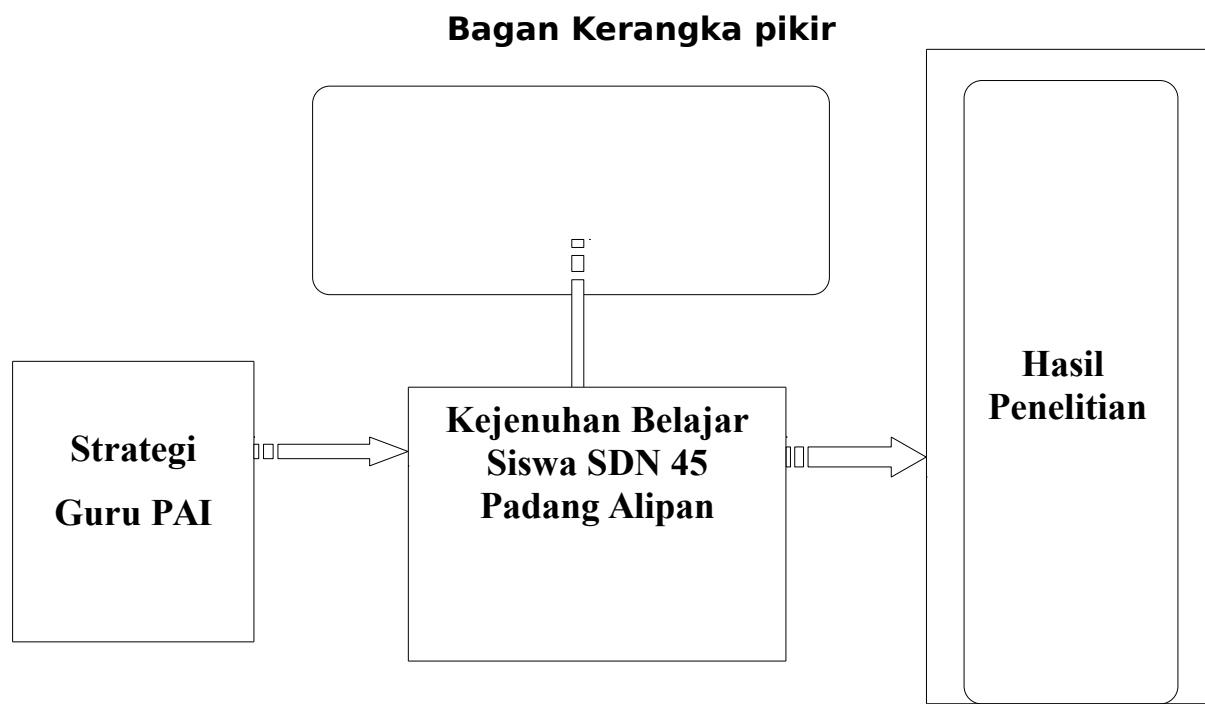 Bagan Kerangka pikir
Strategi
Guru PAI
Kejenuhan Belajar
Siswa SDN 45
Padang Alipan
Hasil
Penelitian